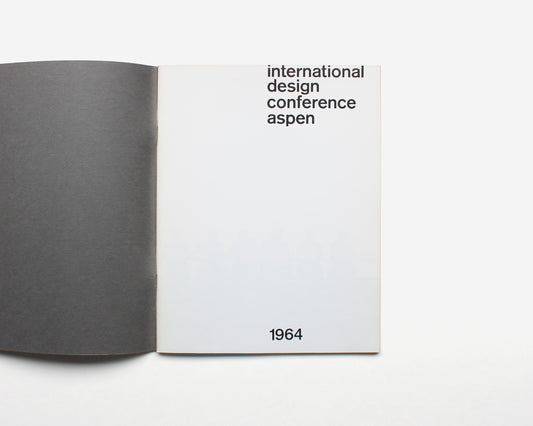 international
design
conference
aspen
1964